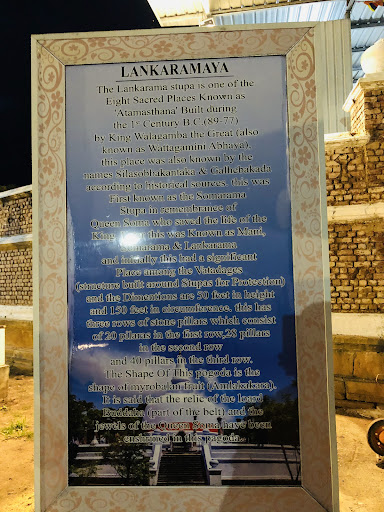 LANKARAMAYA
The Lankarama stupa is one of the
Eight Sacred Places Known as
'Atamasthana' Built during
the 1st Century B.C.(89-77)
by King Walagamba the Great (also
known as Wattagamini Abhaya).
this place was also known by the
names Silasobbakantaka & Galhebakada
according to historical sources. this was
First known as the Somarama
Stupa in remembrance of
Queen Soma who saved the life of the
King this was Known as Mani,
Somarama & Lankarama
and initially this had a significant
Place among the Vatadages
(structure built around Stupas for Protection)
and the Dimentions are 50 feet in height
and 150 feet in circumference. this has
three rows of stone pillars which consist
of 20 pllaras in the first row,28 pillars
in the second row
and 40 pillars in the third row.
The Shape Of This pagoda is the
shape of myrobalan fruit (Amlakakara).
It is said that the relic of the loard
Buddaha (part of the belt) and the
jewels of the Queen Soma have been
enshrined in this pagoda..